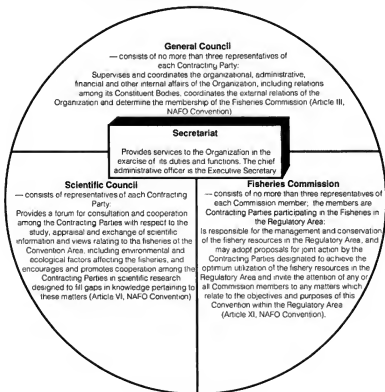 General Council
— consists of no more than three representatives of
each Contracting Party:
Supervises and coordinates the organizational, administrative,
financial and other internal affairs of the Organization, including relations
among its Constituent Bodies, coordinates the external relations of the
Organization and determine the membership of the Fisheries Commission (Article III,
NAFO Convention)
Secretariat
Provides services to the Organization in the
exercise of its duties and functions. The chief
administrative officer is the Executive Secretary
Scientific Council
— consists of representatives of each Contracting
Party:
Provides a forum for consultation and cooperation
among the Contracting Parties with respect to the
study, appraisal and exchange of scientific
information and views relating to the fisheries of the
Convention Area, including environmental and
ecological factors affecting the fisheries, and
encourages and promotes cooperation among the
Contracting Parties in scientific research
designed to fill gaps in knowledge pertaining to
these matters (Article VI, NAFO Convention)
Fisheries Commission
— consists of no more than three representatives of
each Commission member; the members are
Contracting Parties participating in the Fisheries in
the Regulatory Area:
Is responsible for the management and conservation
of the fishery resources in the Regulatory Area, and
may adopt proposals for joint action by the
Contracting Parties designated to achieve the
optimum utilization of the fishery resources in the
Regulatory Area and invite the attention of any or
all Commission Members to any matters which
relate to the objectives and purposes of this
Convention within the Regulatory Area
(Article XI, NAFO Convention).